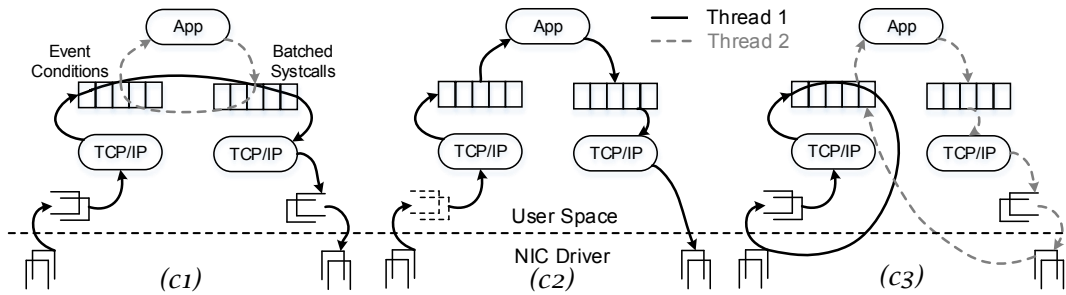 App
Event
Conditions
Batched
Systcalls
TCP/IP
TCP/IP
(c1)
App
TCP/IP
TCP/IP
User Space
NIC Driver
(c2)
Thread 1
Thread 2
App
TCP/IP
TCP/IP
(c3)